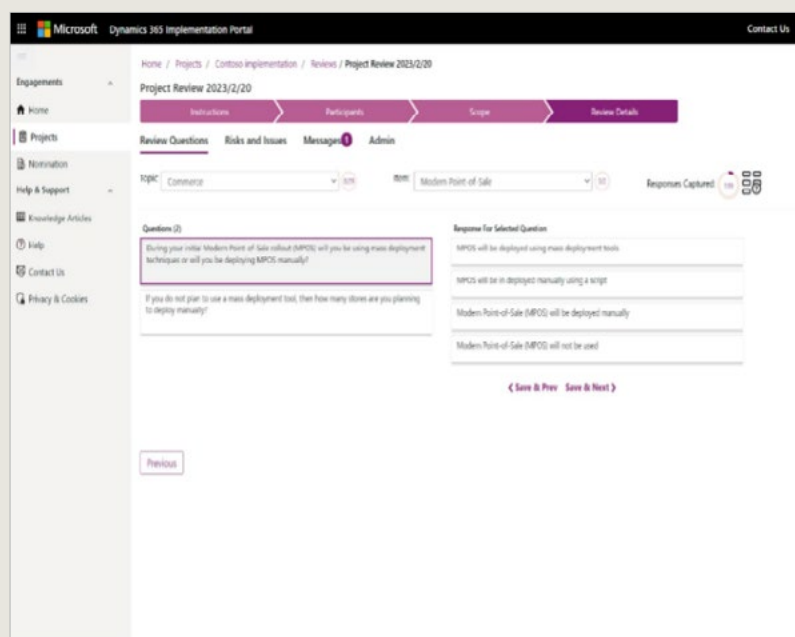 Microsoft Dynamics 365 Implementation Portal
Contact Us
Home / Projects / Contoso implementation / Reviews / Project Review 2023/2/20
Engagements
Home
Projects
Nomination
Help & Support
Knowledge Articles
Help
Contact Us
Privacy & Cookies
Project Review 2023/2/20
Instructions
Participants
Scope
Review Details
Review Questions
Risks and Issues
Messages 1
Admin
Topic
Commerce
Item
Modern Point-of-Sale
Responses Captured
Questions (2)
During your initial Modern Point-of-Sale rollout (MPOS) will you be using mass deployment
techniques or will you be deploying MPOS manually?
If you do not plan to use a mass deployment tool, then how many stores are you planning
to deploy manually?
Response For Selected Question
MPOS will be deployed using mass deployment tools
MPOS will be in deployed manually using a script
Modern Point-of-Sale (MPOS) will be deployed manually
Modern Point-of-Sale (MPOS) will not be used
Save & Prev
Save & Next
Previous